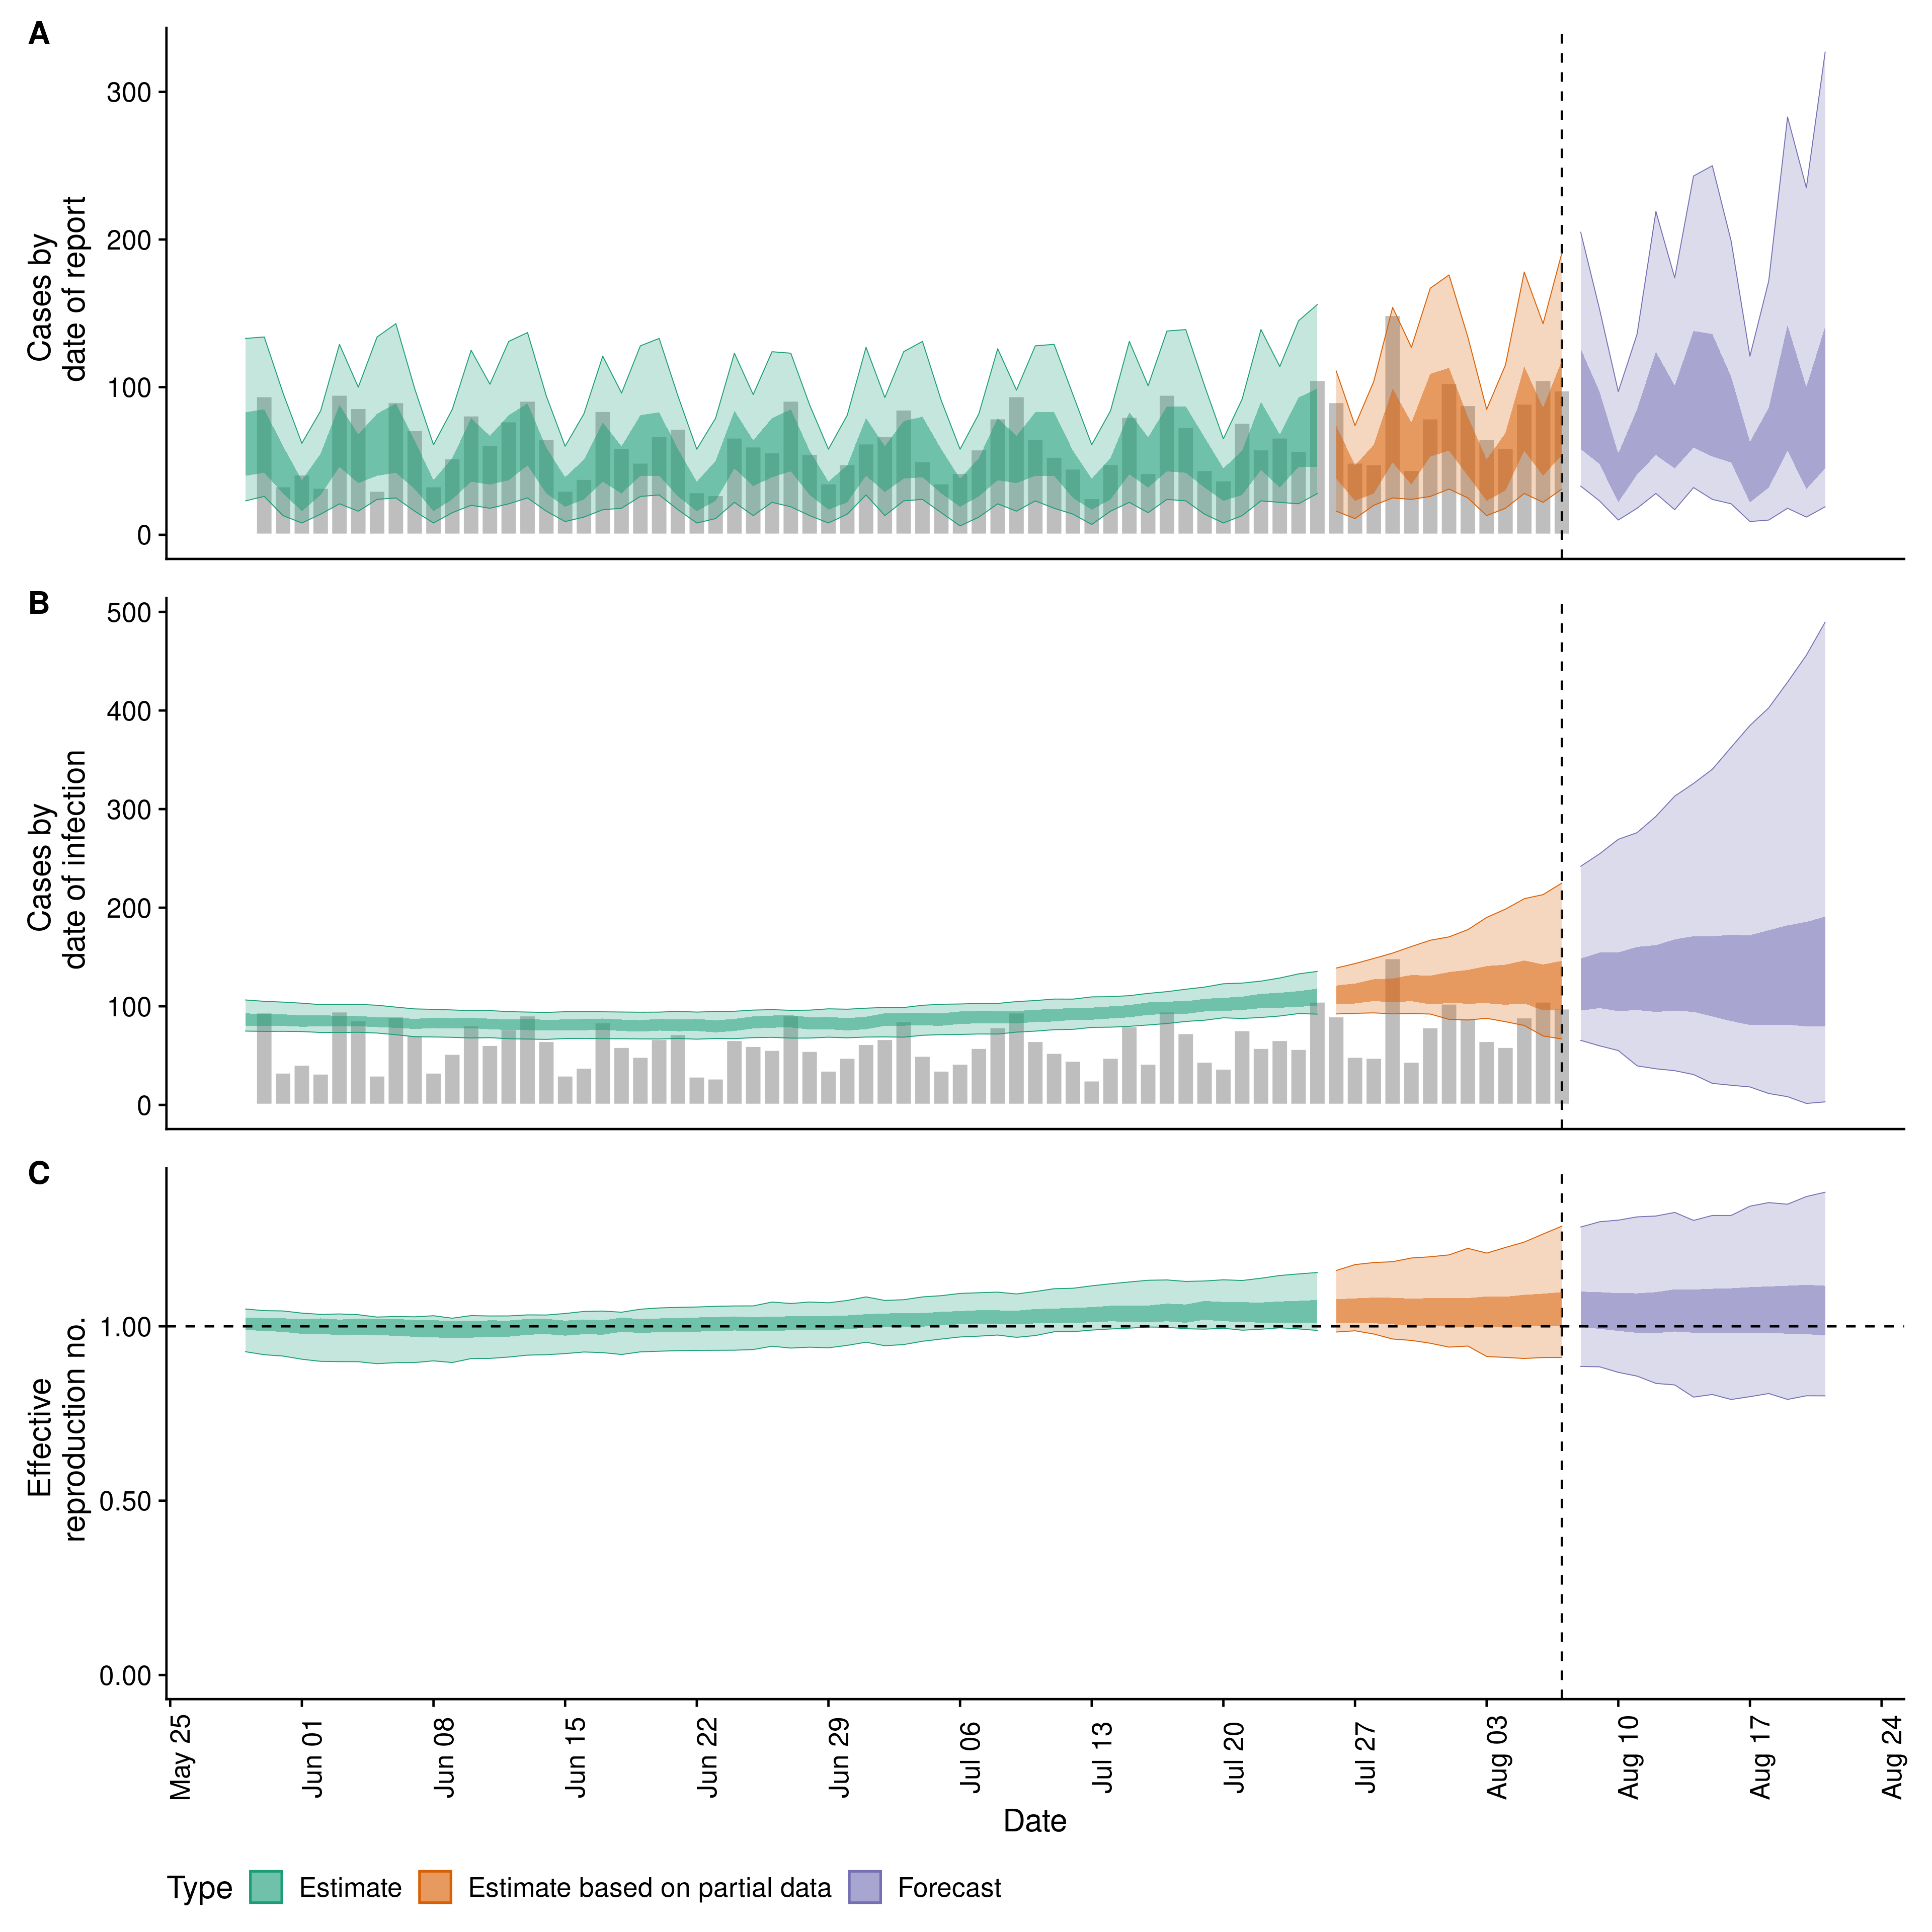 A
300
200
100
0
Cases by
date of report
B
500
400
300
200
100
0
Cases by
date of infection
C
1.00
0.50
0.00
Effective
reproduction no.
May 25
Jun 01
Jun 08
Jun 15
Jun 22
Jun 29
Jul 06
Jul 13
Jul 20
Jul 27
Aug 03
Aug 10
Aug 17
Aug 24
Date
Type Estimate Estimate based on partial data Forecast